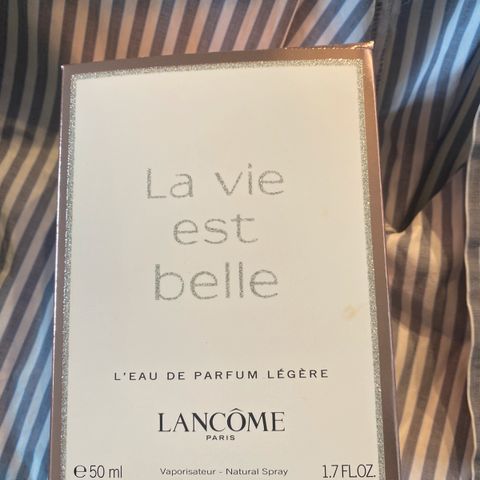 La vie
est
belle
L'EAU DE PARFUM LÉGÈRE
LANCÔME
PARIS
℮ 50 ml Vaporisateur - Natural Spray 1.7 FL.OZ.